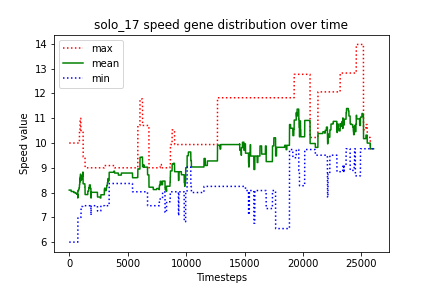 solo_17 speed gene distribution over time
max
mean
min
Speed value
14
13
12
11
10
9
8
7
6
0
5000
10000
15000
20000
25000
Timesteps